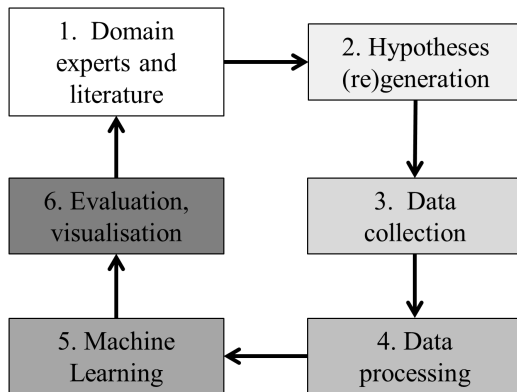 1. Domain
experts and
literature
2. Hypotheses
(re)generation
3. Data
collection
4. Data
processing
5. Machine
Learning
6. Evaluation,
visualisation